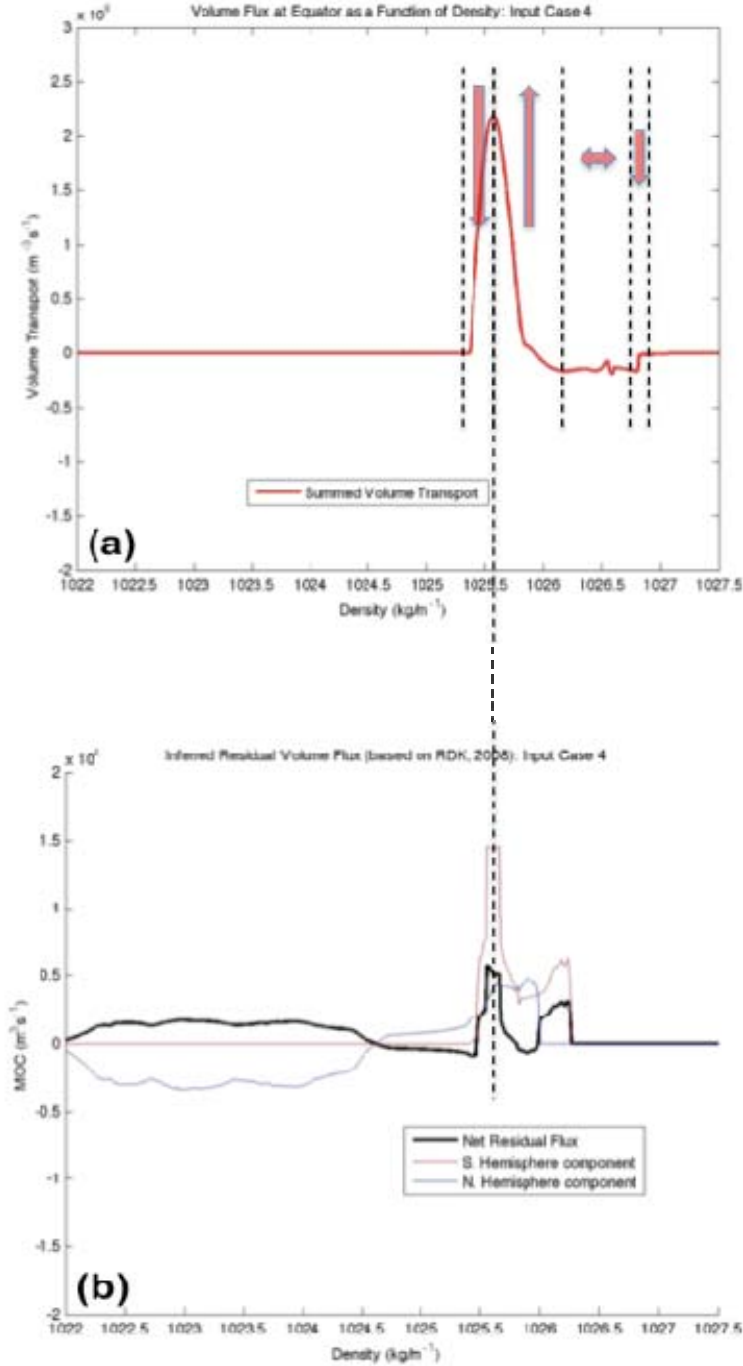 Volume Flux at Equator as a Function of Density: Input Case 4
3
2.5
2
1.5
1
0.5
0
-0.5
-1
-1.5
-2
Volume Transport (m⁻³s⁻¹)
Summed Volume Transport
(a)
1022 1022.5 1023 1023.5 1024 1024.5 1025 1025.5 1026 1026.5 1027 1027.5
Density (kg/m⁻¹)
Inferred Residual Volume Flux (based on RDK, 2008): Input Case 4
2
1.5
1
0.5
0
-0.5
-1
-1.5
-2
MOC (m³s⁻¹)
Net Residual Flux
S. Hemisphere component
N. Hemisphere component
(b)
1022 1022.5 1023 1023.5 1024 1024.5 1025 1025.5 1026 1026.5 1027 1027.5
Density (kg/m⁻¹)